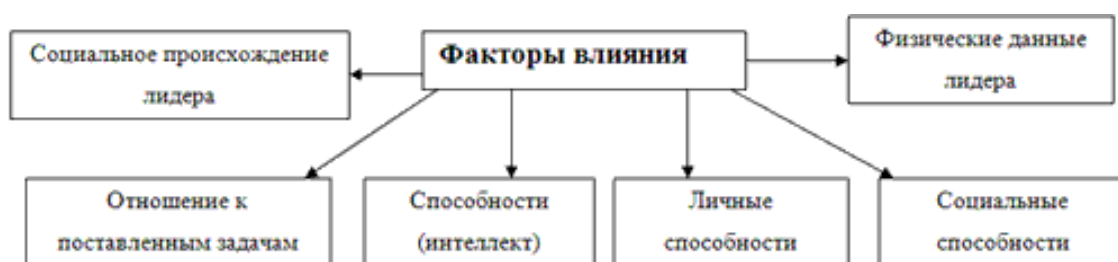 Социальное происхождение
лидера
Факторы влияния
Физические данные
лидера
Отношение к
поставленным задачам
Способности
(интеллект)
Личные
способности
Социальные
способности